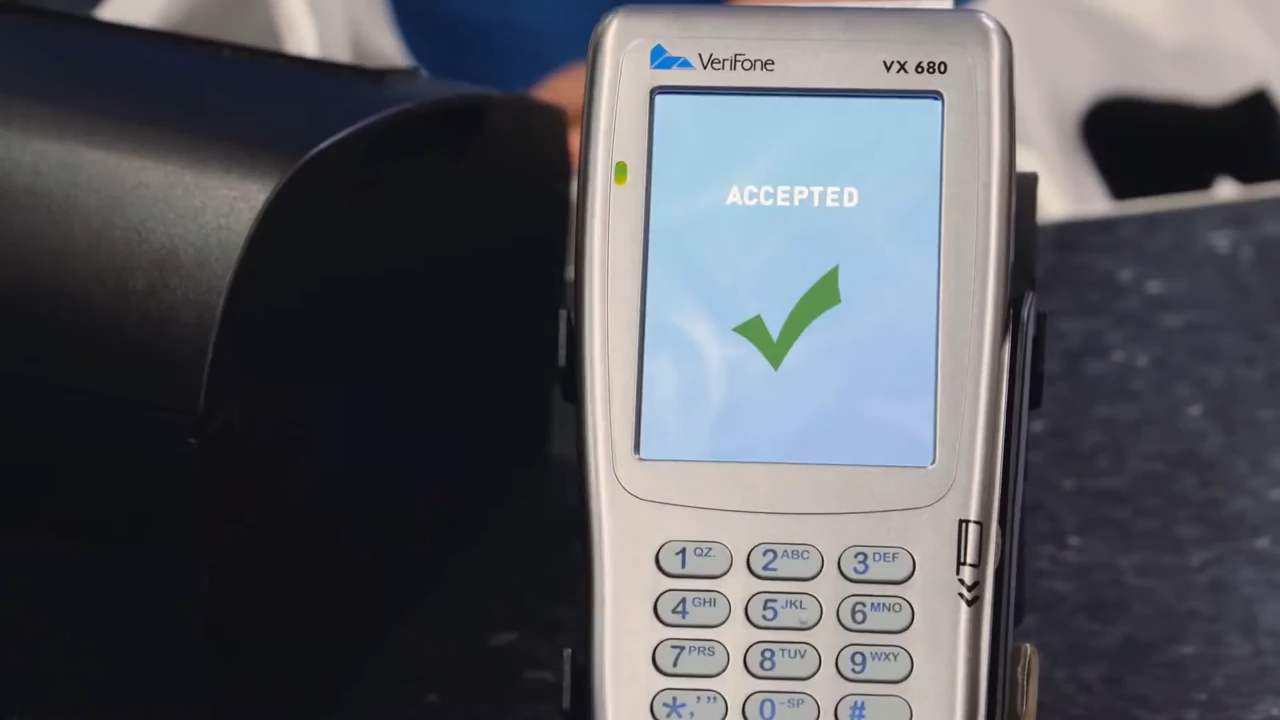 VeriFone VX 680
ACCEPTED
1 QZ. 2 ABC 3 DEF
4 GHI 5 JKL 6 MNO
7 PRS 8 TUV 9 WXY
*,'" 0 -SP #